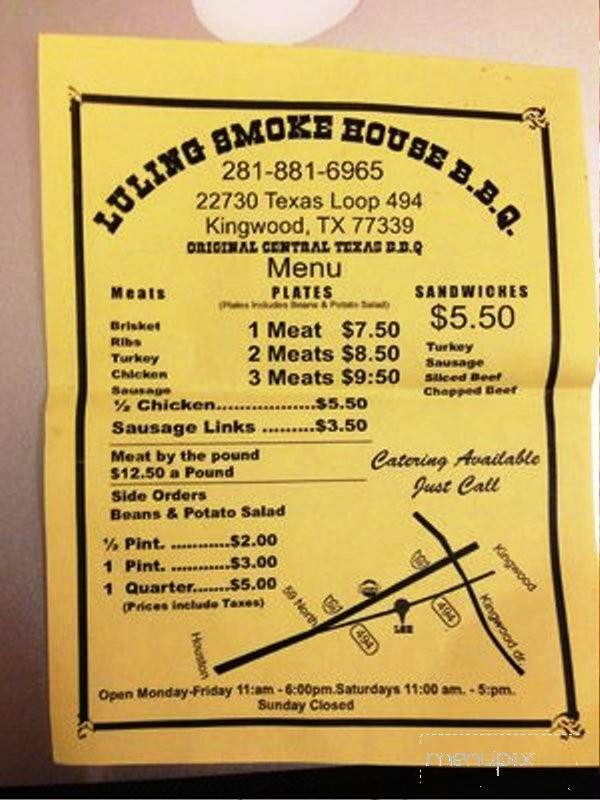 LULING SMOKE HOUSE B.B.Q.
281-881-6965
22730 Texas Loop 494
Kingwood, TX 77339
ORIGINAL CENTRAL TEXAS B.B.Q
Menu
Meats
Brisket
Ribs
Turkey
Chicken
Sausage
PLATES
(Plates Includes Beans & Potato Salad)
1 Meat $7.50
2 Meats $8.50
3 Meats $9:50
SANDWICHES
$5.50
Turkey
Sausage
Sliced Beef
Chopped Beef
½ Chicken.................$5.50
Sausage Links .........$3.50
Meat by the pound
$12.50 a Pound
Catering Available
Just Call
Side Orders
Beans & Potato Salad
½ Pint. ...........$2.00
1 Pint. ...........$3.00
1 Quarter.......$5.00
(Prices include Taxes)
Kingwood
59 North
Kingwood dr.
494
494
Houston
Open Monday-Friday 11:am - 6:00pm.Saturdays 11:00 am. - 5:pm.
Sunday Closed
menupix